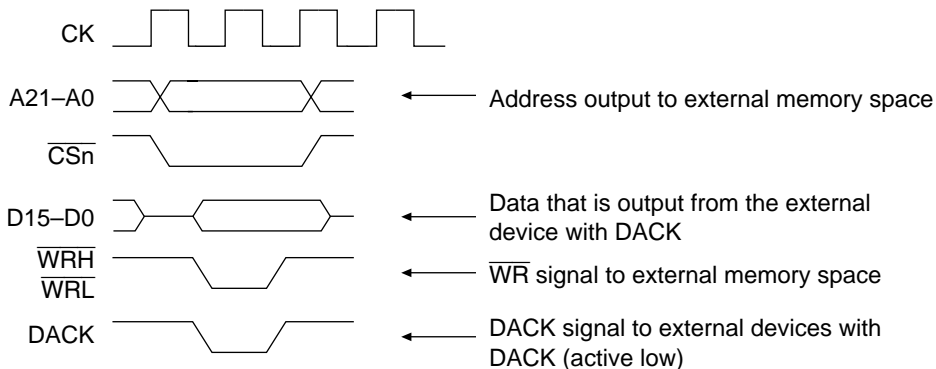 CK
A21–A0
Address output to external memory space
CSn
D15–D0
Data that is output from the external
device with DACK
WRH
WRL
WR signal to external memory space
DACK
DACK signal to external devices with
DACK (active low)